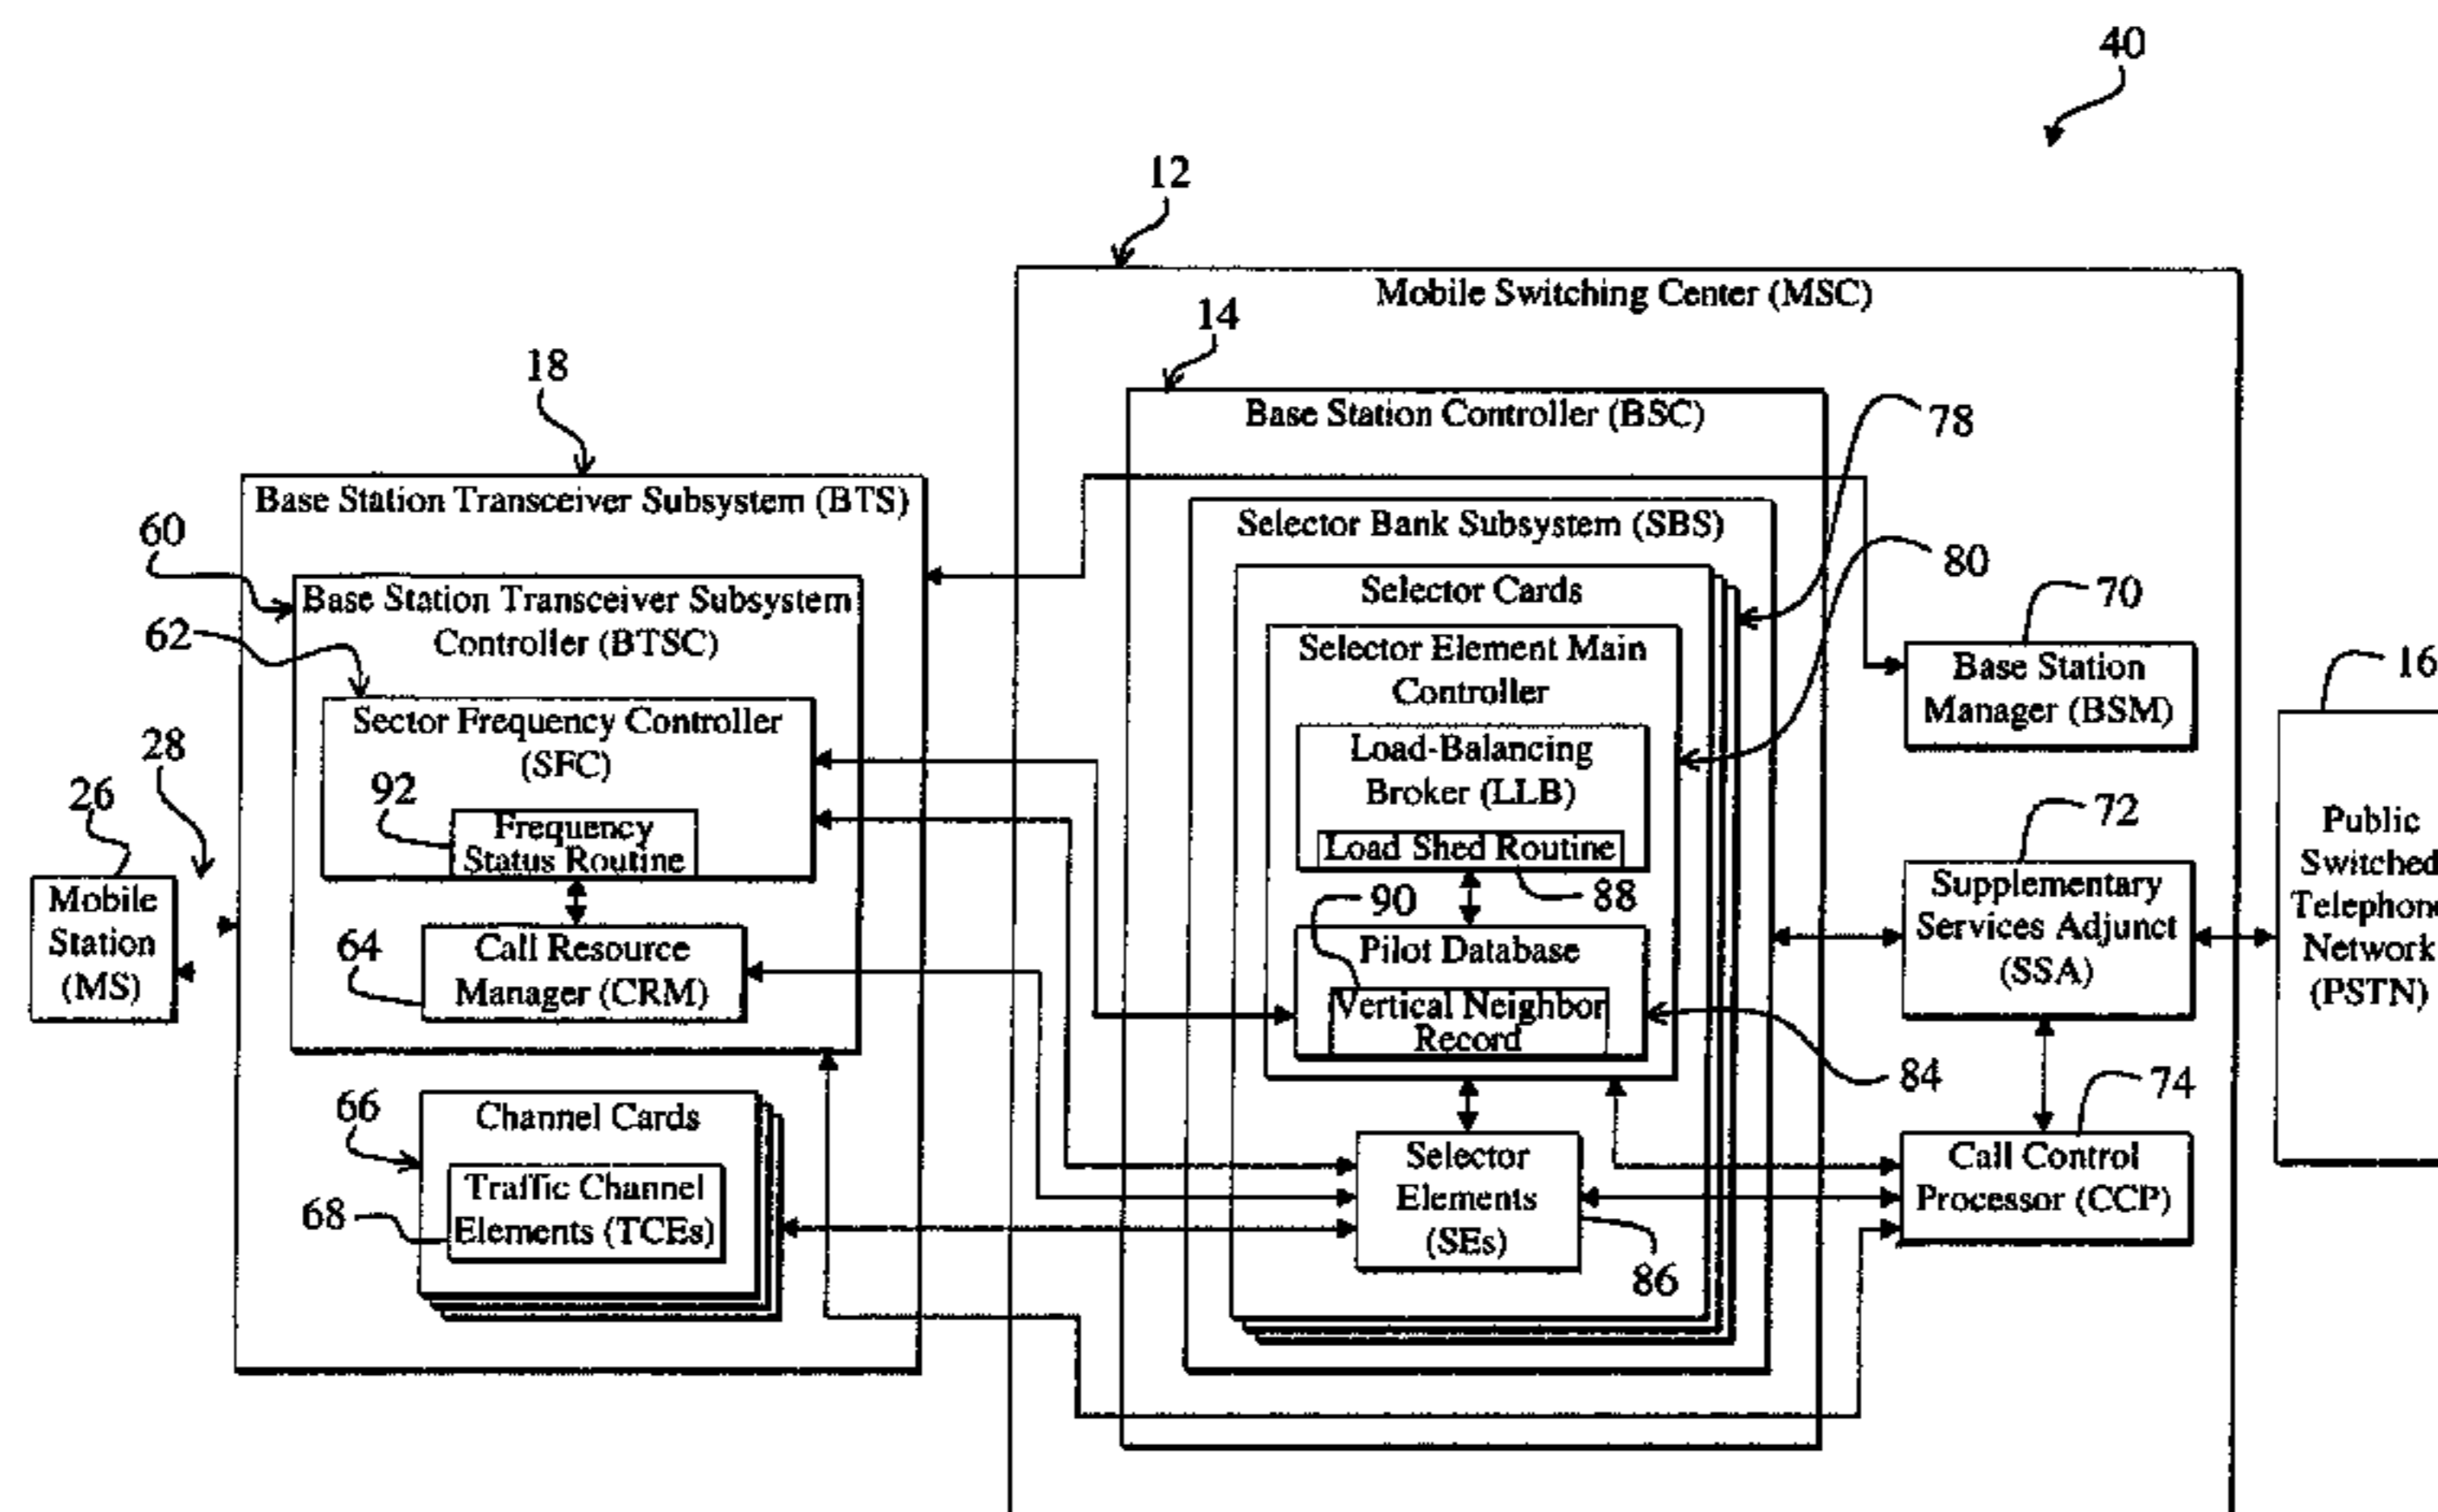 40
12
Mobile Switching Center (MSC)
14
Base Station Controller (BSC)
78
18
Base Station Transceiver Subsystem (BTS)
60
Base Station Transceiver Subsystem
Controller (BTSC)
62
Sector Frequency Controller
(SFC)
92
Frequency
Status Routine
28
26
Mobile
Station
(MS)
64
Call Resource
Manager (CRM)
66
Channel Cards
68
Traffic Channel
Elements (TCEs)
Selector Bank Subsystem (SBS)
80
Selector Cards
Selector Element Main
Controller
Load-Balancing
Broker (LLB)
Load Shed Routine
88
90
Pilot Database
Vertical Neighbor
Record
84
Selector
Elements
(SEs)
86
70
Base Station
Manager (BSM)
72
Supplementary
Services Adjunct
(SSA)
74
Call Control
Processor (CCP)
16
Public
Switched
Telephone
Network
(PSTN)